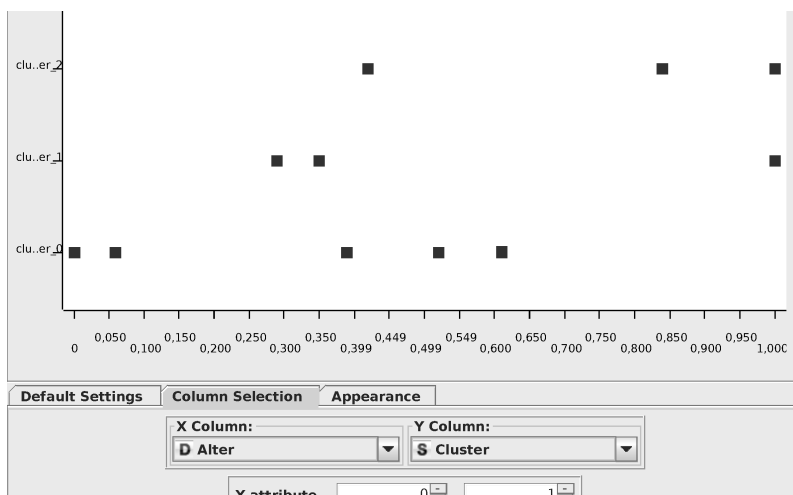 clu..er_2
clu..er_1
clu..er_0
0,050 0,150 0,250 0,350 0,449 0,549 0,650 0,750 0,850 0,950
0 0,100 0,200 0,300 0,399 0,499 0,600 0,700 0,800 0,900 1,000
Default Settings Column Selection Appearance
X Column: Y Column:
D Alter S Cluster
X attribute 0 1